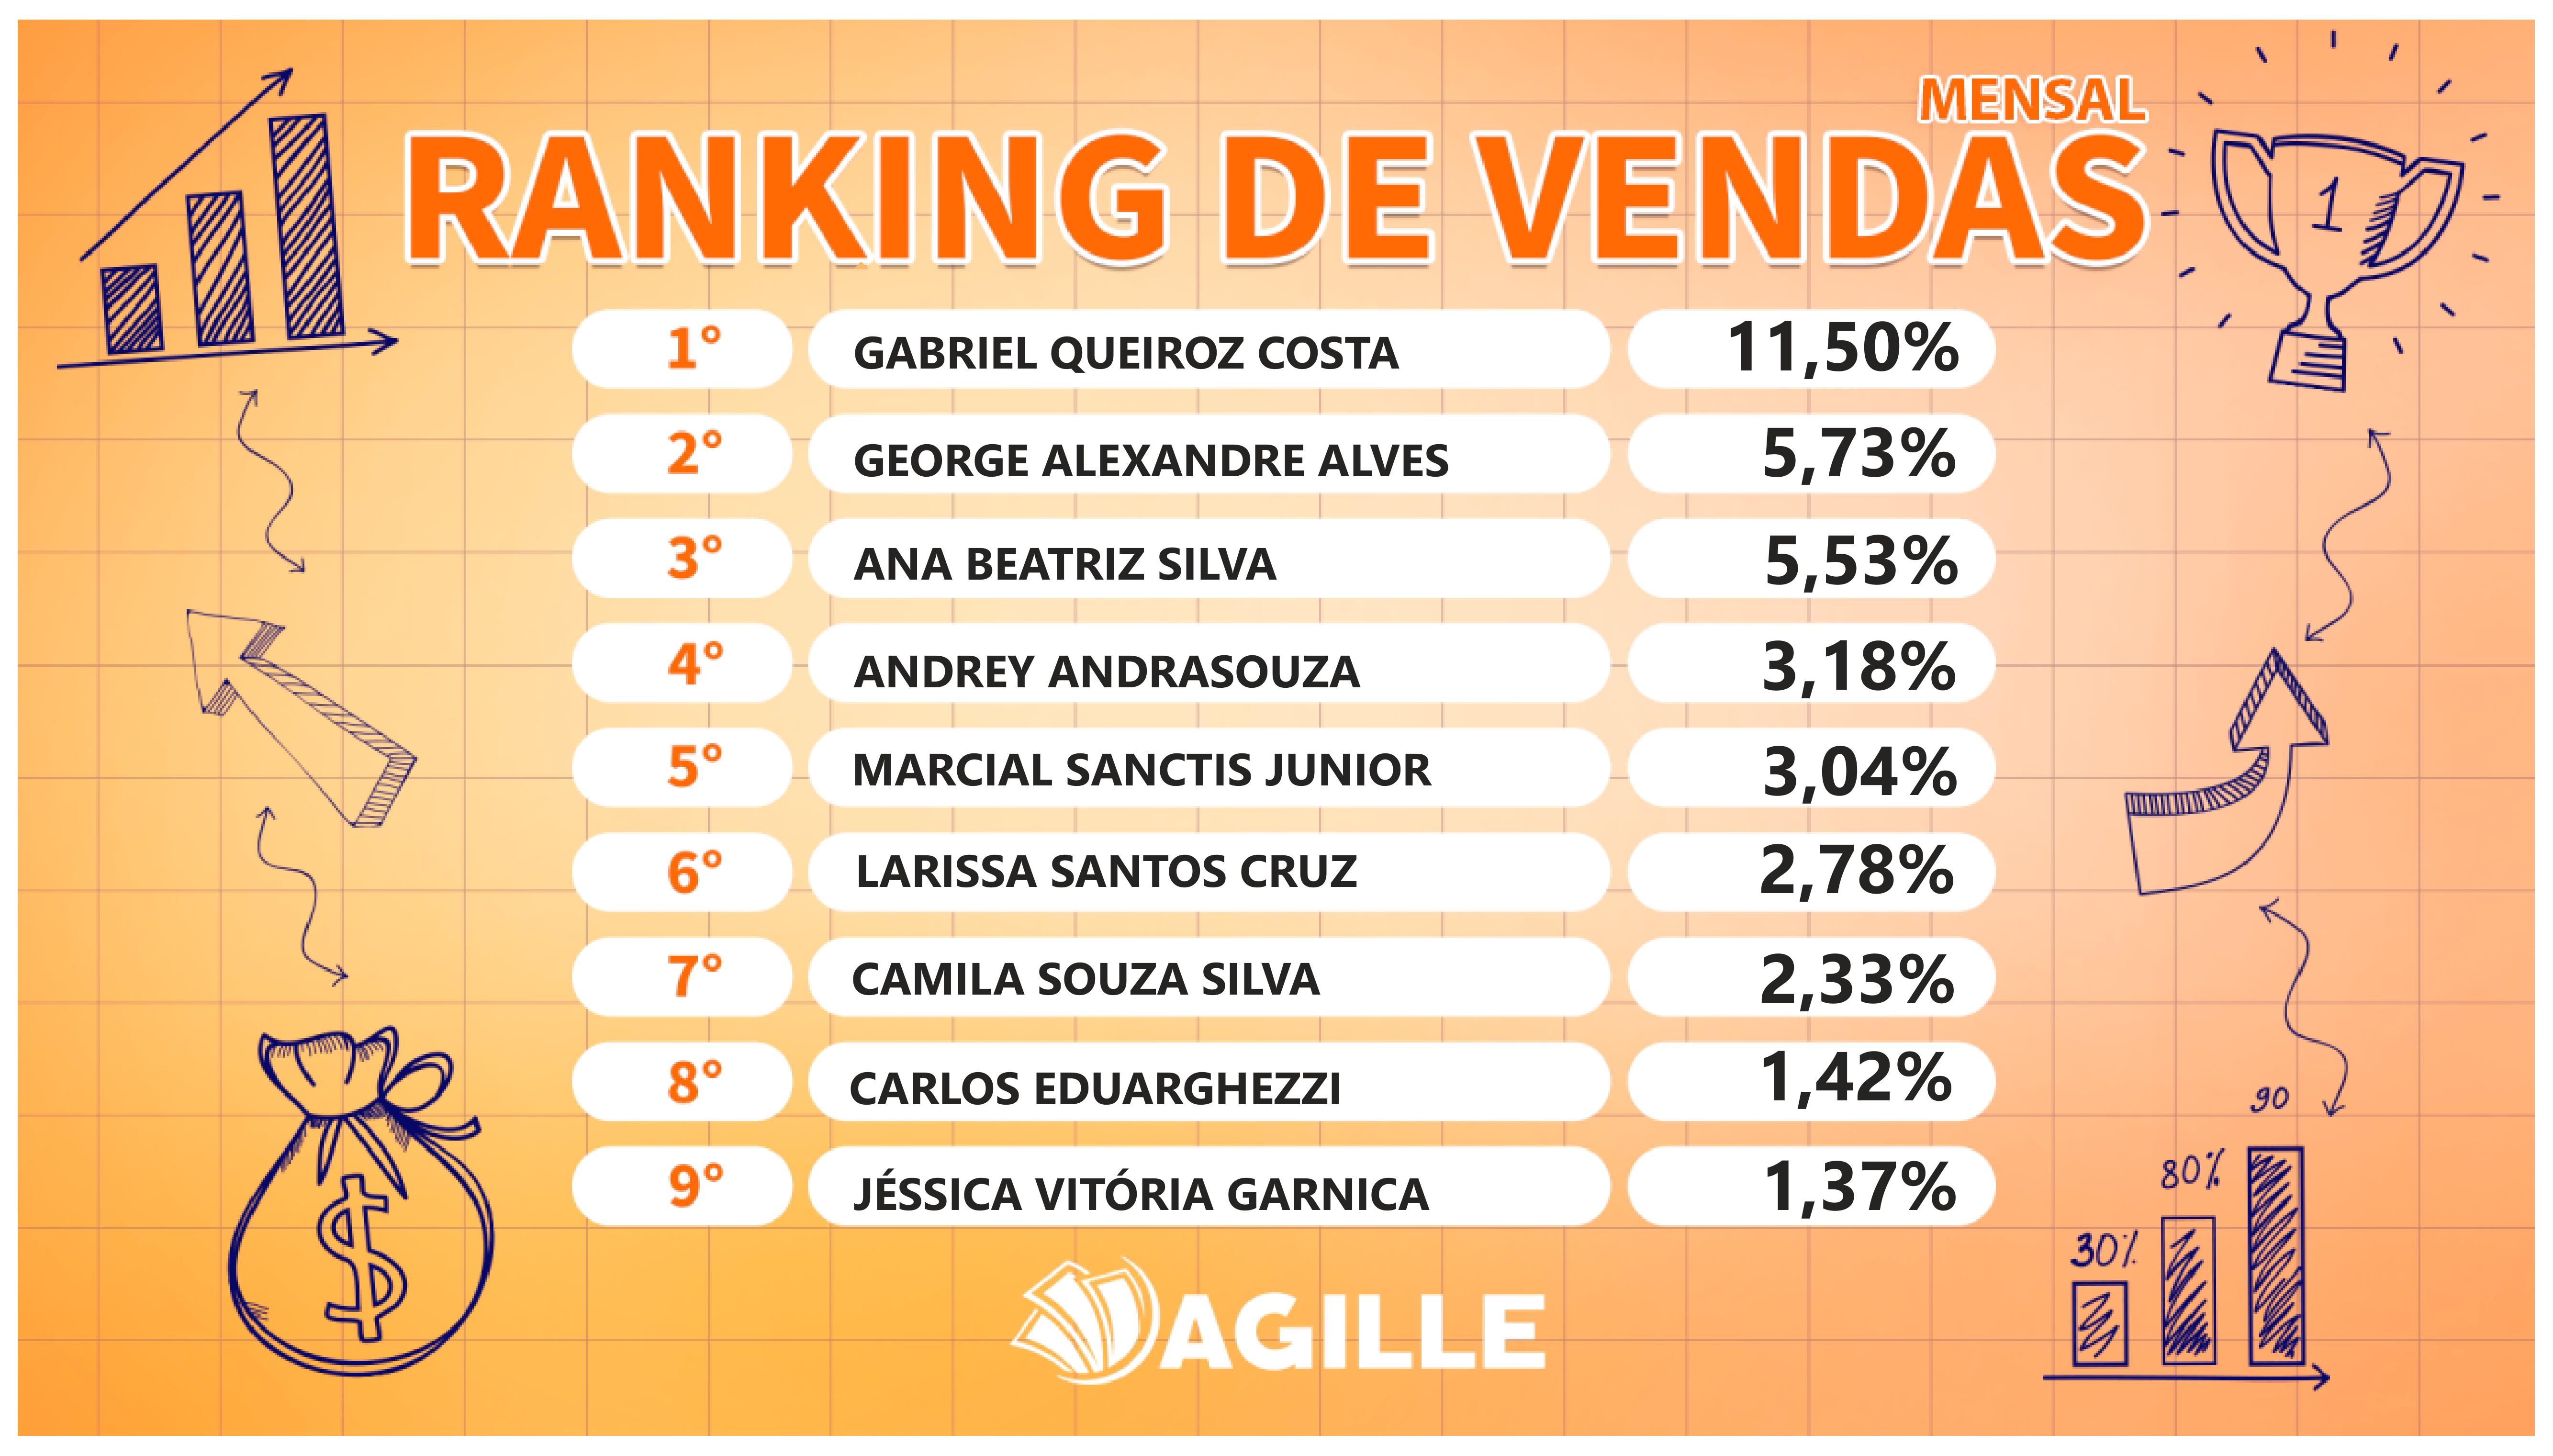 MENSAL
RANKING DE VENDAS
1
1° GABRIEL QUEIROZ COSTA 11,50%
2° GEORGE ALEXANDRE ALVES 5,73%
3° ANA BEATRIZ SILVA 5,53%
4° ANDREY ANDRASOUZA 3,18%
5° MARCIAL SANCTIS JUNIOR 3,04%
6° LARISSA SANTOS CRUZ 2,78%
7° CAMILA SOUZA SILVA 2,33%
8° CARLOS EDUARGHEZZI 1,42%
9° JÉSSICA VITÓRIA GARNICA 1,37%
$
90
80%
30%
AGILLE